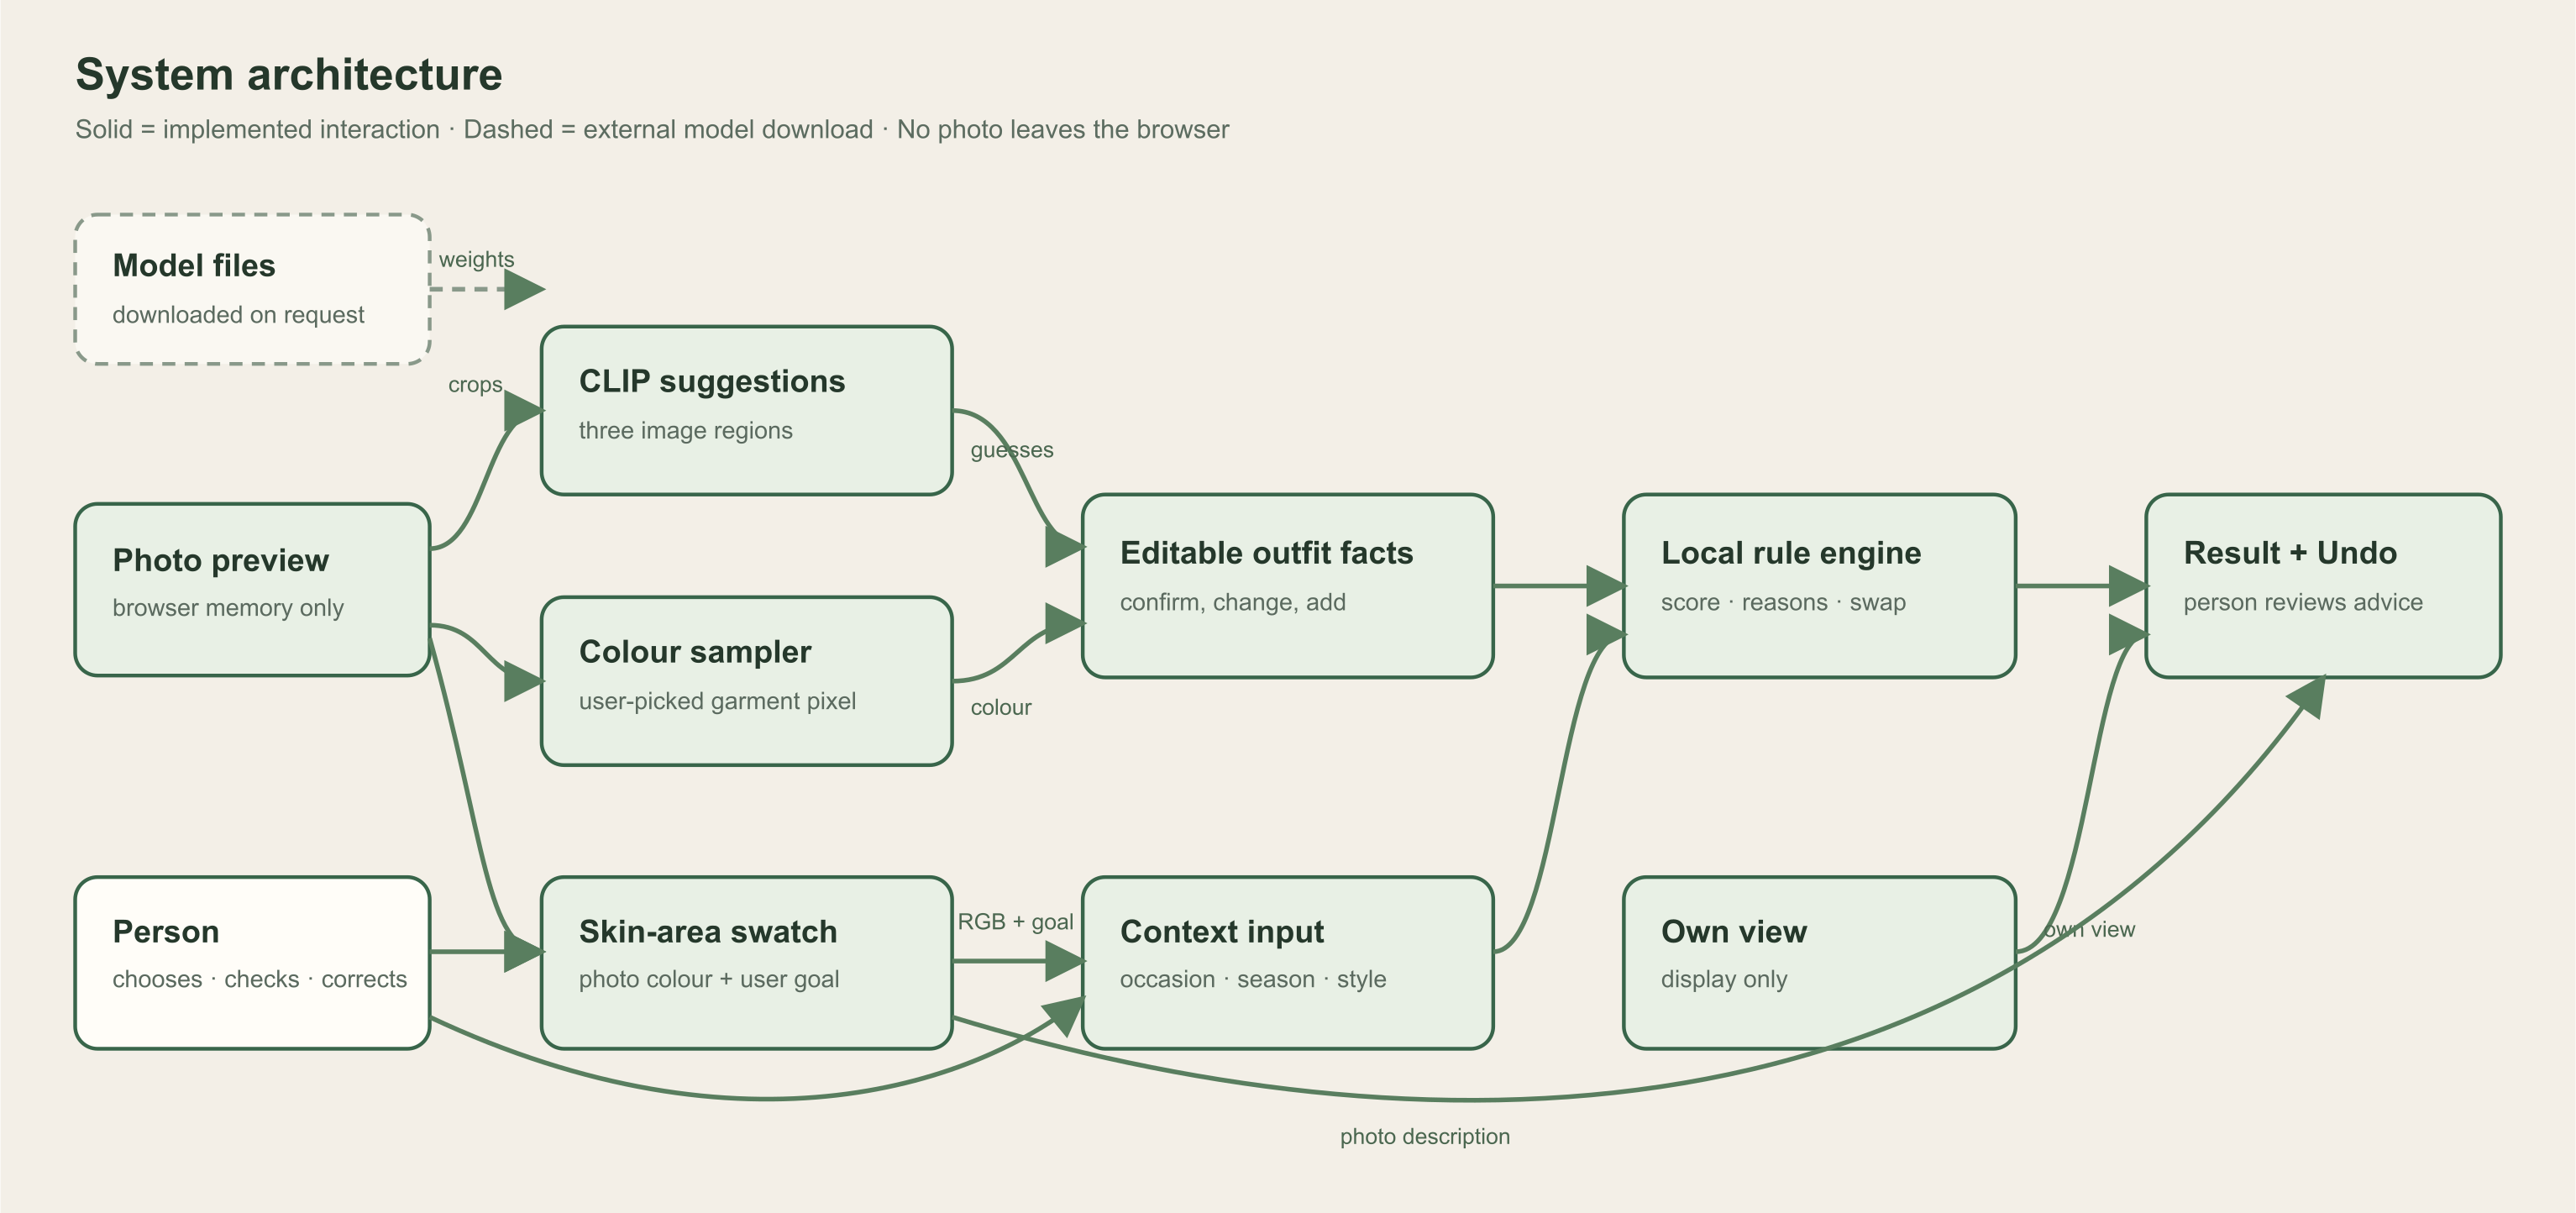 System architecture
Solid = implemented interaction · Dashed = external model download · No photo leaves the browser
Model files
downloaded on request
weights
crops
CLIP suggestions
three image regions
guesses
Photo preview
browser memory only
Colour sampler
user-picked garment pixel
colour
Editable outfit facts
confirm, change, add
Local rule engine
score · reasons · swap
Result + Undo
person reviews advice
Person
chooses · checks · corrects
Skin-area swatch
photo colour + user goal
RGB + goal
Context input
occasion · season · style
Own view
display only
own view
photo description